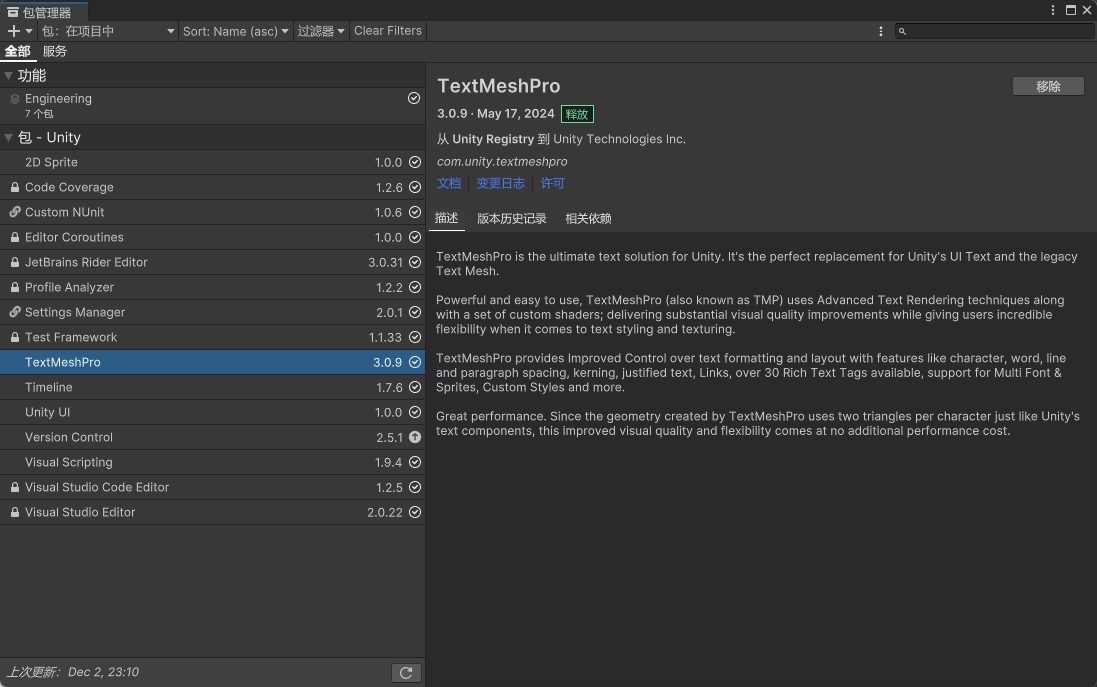 包管理器
包: 在项目中
Sort: Name (asc)
过滤器
Clear Filters
全部
服务
功能
Engineering
7 个包
包 - Unity
2D Sprite 1.0.0
Code Coverage 1.2.6
Custom NUnit 1.0.6
Editor Coroutines 1.0.0
JetBrains Rider Editor 3.0.31
Profile Analyzer 1.2.2
Settings Manager 2.0.1
Test Framework 1.1.33
TextMeshPro 3.0.9
Timeline 1.7.6
Unity UI 1.0.0
Version Control 2.5.1
Visual Scripting 1.9.4
Visual Studio Code Editor 1.2.5
Visual Studio Editor 2.0.22
上次更新: Dec 2, 23:10
TextMeshPro
移除
3.0.9 · May 17, 2024 释放
从 Unity Registry 到 Unity Technologies Inc.
com.unity.textmeshpro
文档 变更日志 许可
描述 版本历史记录 相关依赖
TextMeshPro is the ultimate text solution for Unity. It's the perfect replacement for Unity's UI Text and the legacy
Text Mesh.
Powerful and easy to use, TextMeshPro (also known as TMP) uses Advanced Text Rendering techniques along
with a set of custom shaders; delivering substantial visual quality improvements while giving users incredible
flexibility when it comes to text styling and texturing.
TextMeshPro provides Improved Control over text formatting and layout with features like character, word, line
and paragraph spacing, kerning, justified text, Links, over 30 Rich Text Tags available, support for Multi Font &
Sprites, Custom Styles and more.
Great performance. Since the geometry created by TextMeshPro uses two triangles per character just like Unity's
text components, this improved visual quality and flexibility comes at no additional performance cost.